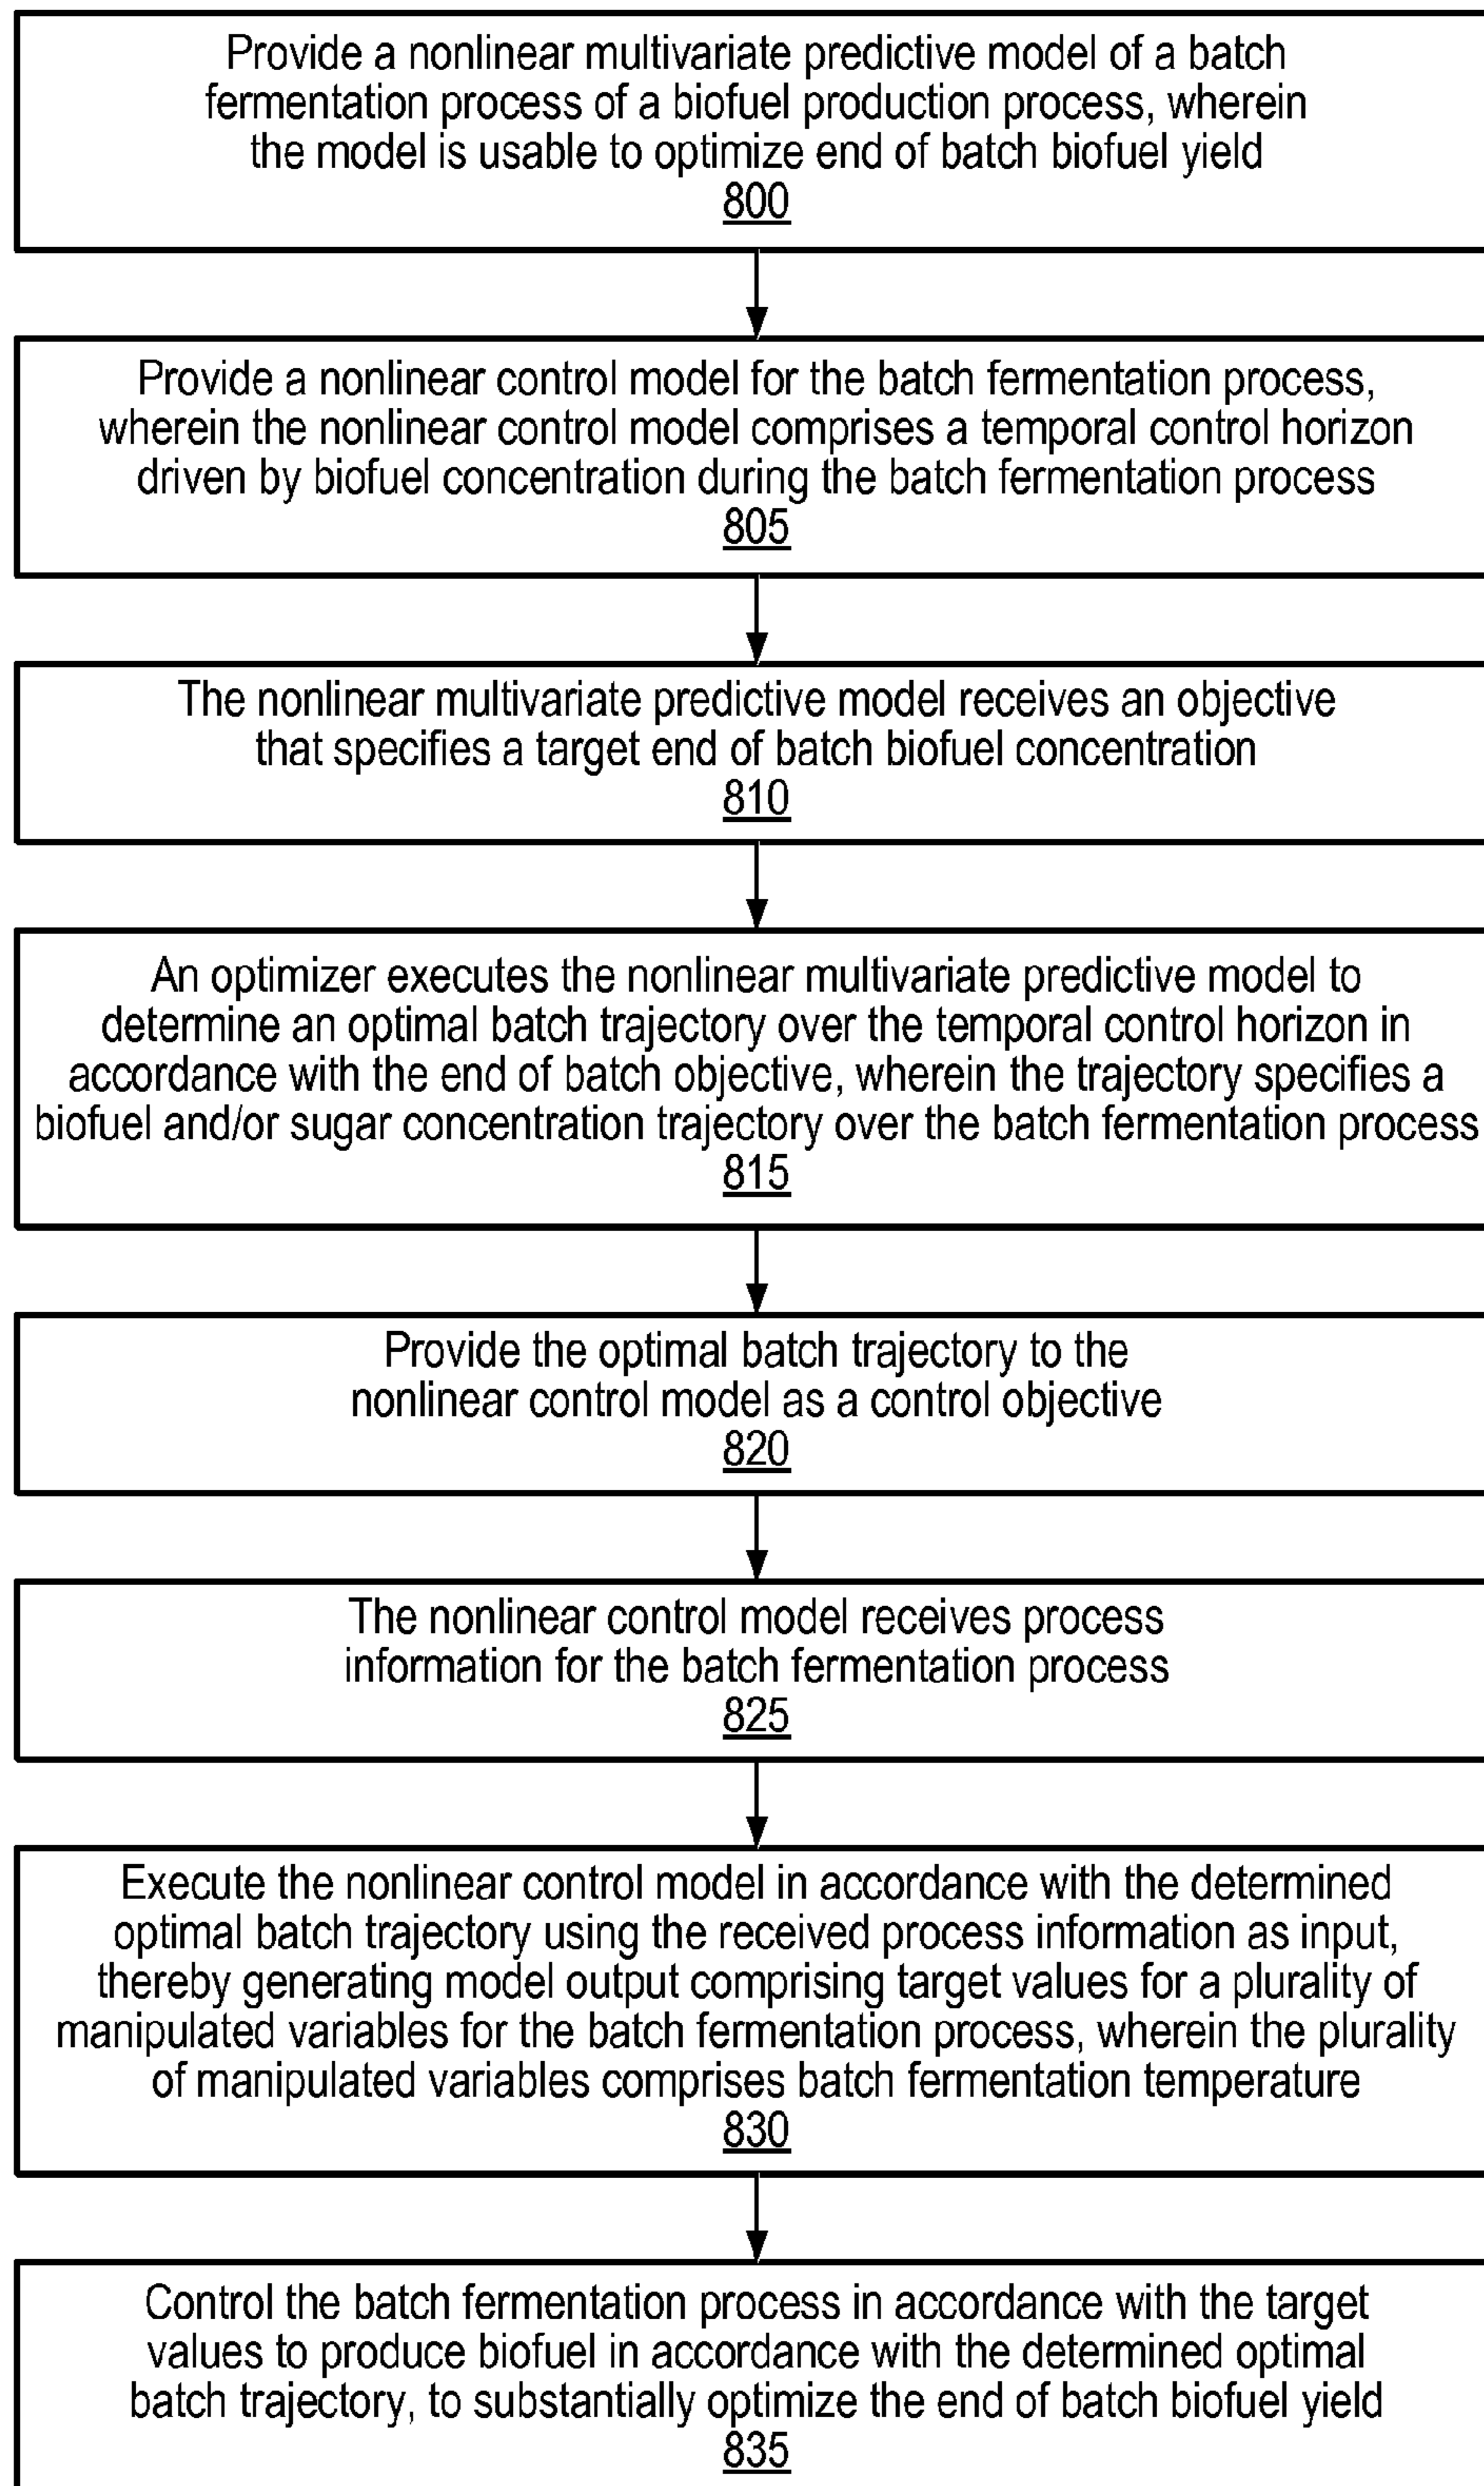 Provide a nonlinear multivariate predictive model of a batch
fermentation process of a biofuel production process, wherein
the model is usable to optimize end of batch biofuel yield
800
Provide a nonlinear control model for the batch fermentation process,
wherein the nonlinear control model comprises a temporal control horizon
driven by biofuel concentration during the batch fermentation process
805
The nonlinear multivariate predictive model receives an objective
that specifies a target end of batch biofuel concentration
810
An optimizer executes the nonlinear multivariate predictive model to
determine an optimal batch trajectory over the temporal control horizon in
accordance with the end of batch objective, wherein the trajectory specifies a
biofuel and/or sugar concentration trajectory over the batch fermentation process
815
Provide the optimal batch trajectory to the
nonlinear control model as a control objective
820
The nonlinear control model receives process
information for the batch fermentation process
825
Execute the nonlinear control model in accordance with the determined
optimal batch trajectory using the received process information as input,
thereby generating model output comprising target values for a plurality of
manipulated variables for the batch fermentation process, wherein the plurality
of manipulated variables comprises batch fermentation temperature
830
Control the batch fermentation process in accordance with the target
values to produce biofuel in accordance with the determined optimal
batch trajectory, to substantially optimize the end of batch biofuel yield
835